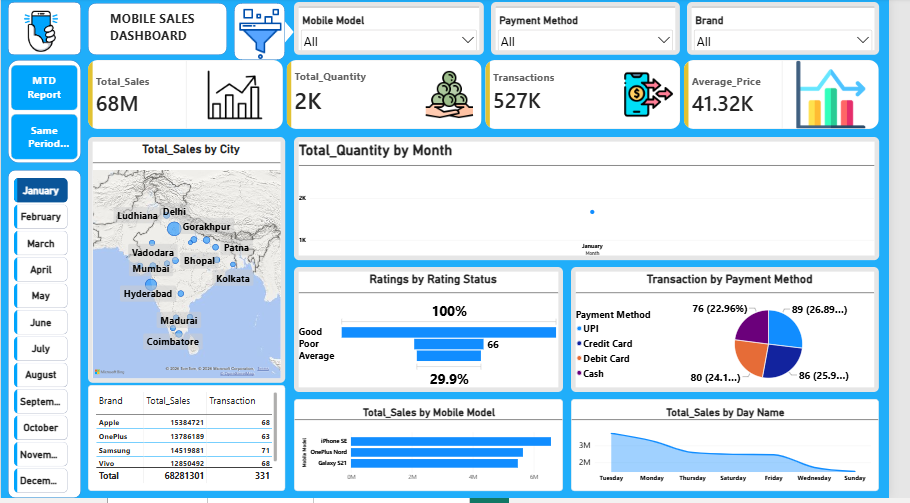 MOBILE SALES
DASHBOARD
Mobile Model
All
Payment Method
All
Brand
All
MTD
Report
Same
Period...
Total_Sales
68M
Total_Quantity
2K
Transactions
527K
Average_Price
41.32K
January
February
March
April
May
June
July
August
Septem...
October
Novem...
Decem...
Total_Sales by City
Ludhiana
Delhi
Gorakhpur
Patna
Vadodara
Bhopal
Mumbai
Kolkata
Hyderabad
Madurai
Coimbatore
Total_Quantity by Month
2K
1K
January
Month
Ratings by Rating Status
100%
Good
Poor
66
Average
29.9%
Transaction by Payment Method
Payment Method
UPI
Credit Card
Debit Card
Cash
76 (22.96%)
89 (26.89...)
80 (24.1...)
86 (25.9...)
Brand Total_Sales Transaction
Apple 15384721 68
OnePlus 13786189 63
Samsung 14519881 71
Vivo 12850492 68
Total 68281301 331
Total_Sales by Mobile Model
Mobile Model
iPhone SE
OnePlus Nord
Galaxy S21
0M 2M 4M 6M
Total_Sales by Day Name
3M
2M
Tuesday Monday Thursday Saturday Friday Wednesday Sunday